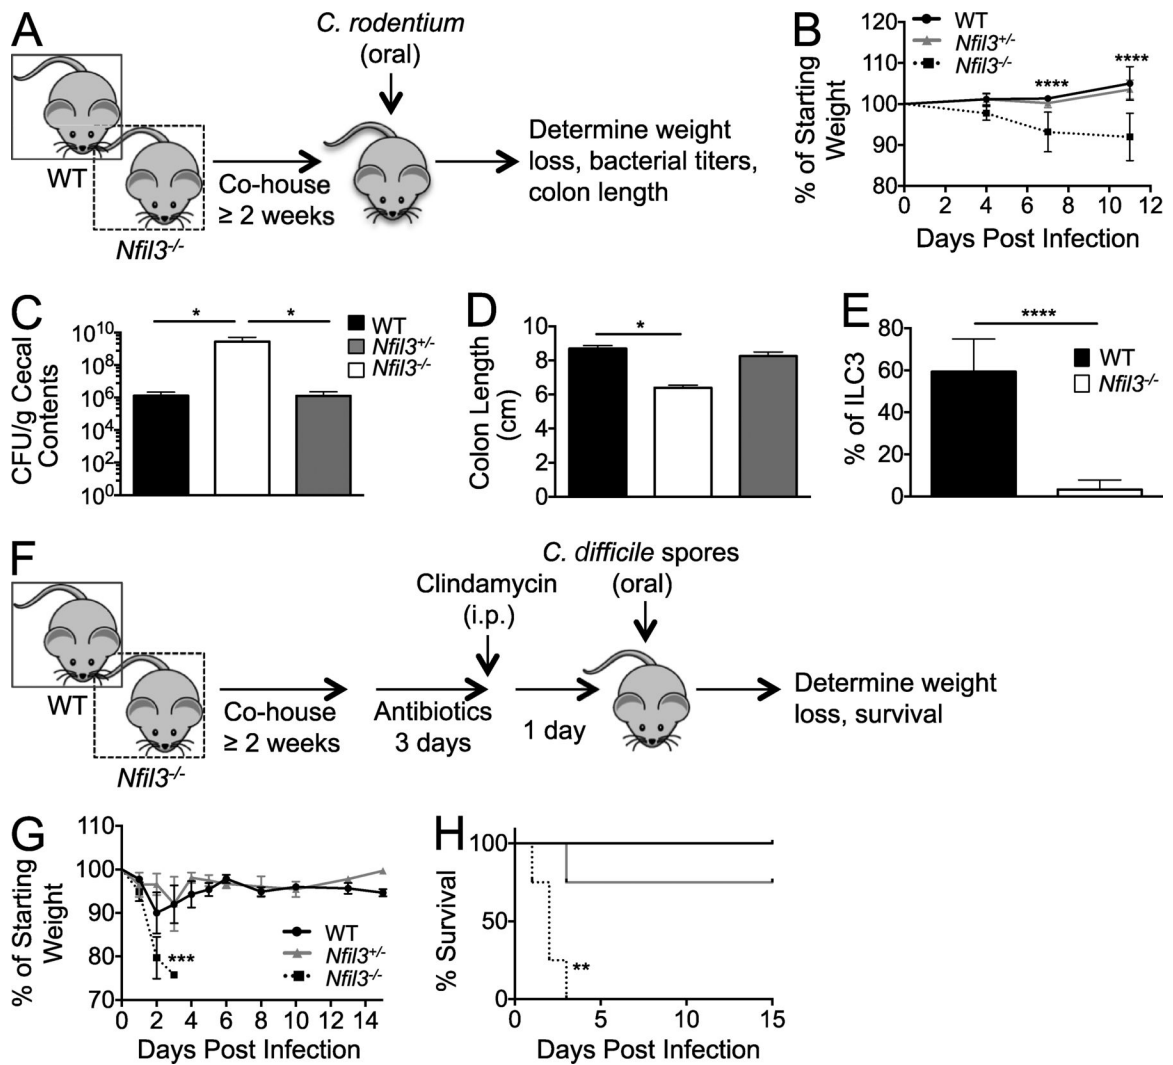 A
WT
Nfil3-/-
Co-house
≥ 2 weeks
C. rodentium
(oral)
Determine weight
loss, bacterial titers,
colon length
B
% of Starting
Weight
120
110
100
90
80
0 2 4 6 8 10 12
Days Post Infection
WT
Nfil3+/-
Nfil3-/-
****
****
C
CFU/g Cecal
Contents
10^10
10^8
10^6
10^4
10^2
10^0
* *
WT
Nfil3+/-
Nfil3-/-
D
Colon Length
(cm)
10
8
6
4
2
0
*
E
% of ILC3
80
60
40
20
0
****
WT
Nfil3-/-
F
WT
Nfil3-/-
Co-house
≥ 2 weeks
Antibiotics
3 days
Clindamycin
(i.p.)
1 day
C. difficile spores
(oral)
Determine weight
loss, survival
G
% of Starting
Weight
110
100
90
80
70
0 2 4 6 8 10 12 14
Days Post Infection
***
WT
Nfil3+/-
Nfil3-/-
H
% Survival
100
50
0
0 5 10 15
Days Post Infection
**